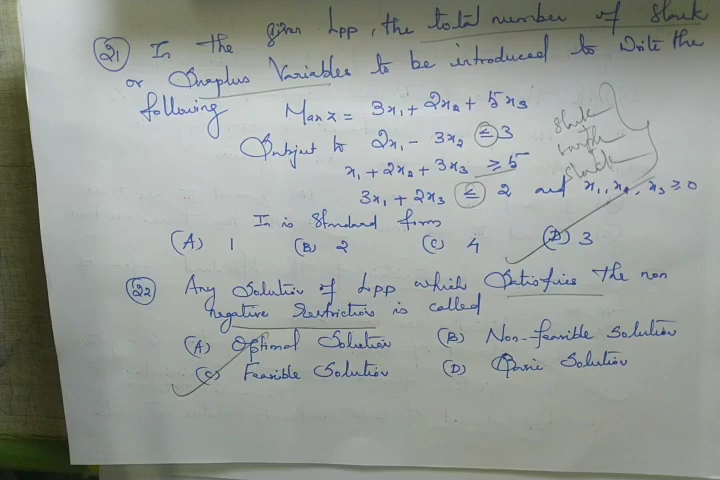 21 In the given Lpp, the total number of Slack
or Surplus Variables to be introduced to Write the
following Max z = 3x₁ + 2x₂ + 5x₃
Subject to 2x₁ - 3x₂ ≤ 3
x₁ + 2x₂ + 3x₃ ≥ 5
3x₁ + 2x₃ ≤ 2 and x₁, x₂, x₃ ≥ 0
In is Standard form
(A) 1 (B) 2 (C) 4 (D) 3
Slack
Slack
22 Any Solution of Lpp which Satisfies the non
negative restriction is called
(A) Optimal Solution (B) Non-feasible Solution
(C) Feasible Solution (D) Basic Solution